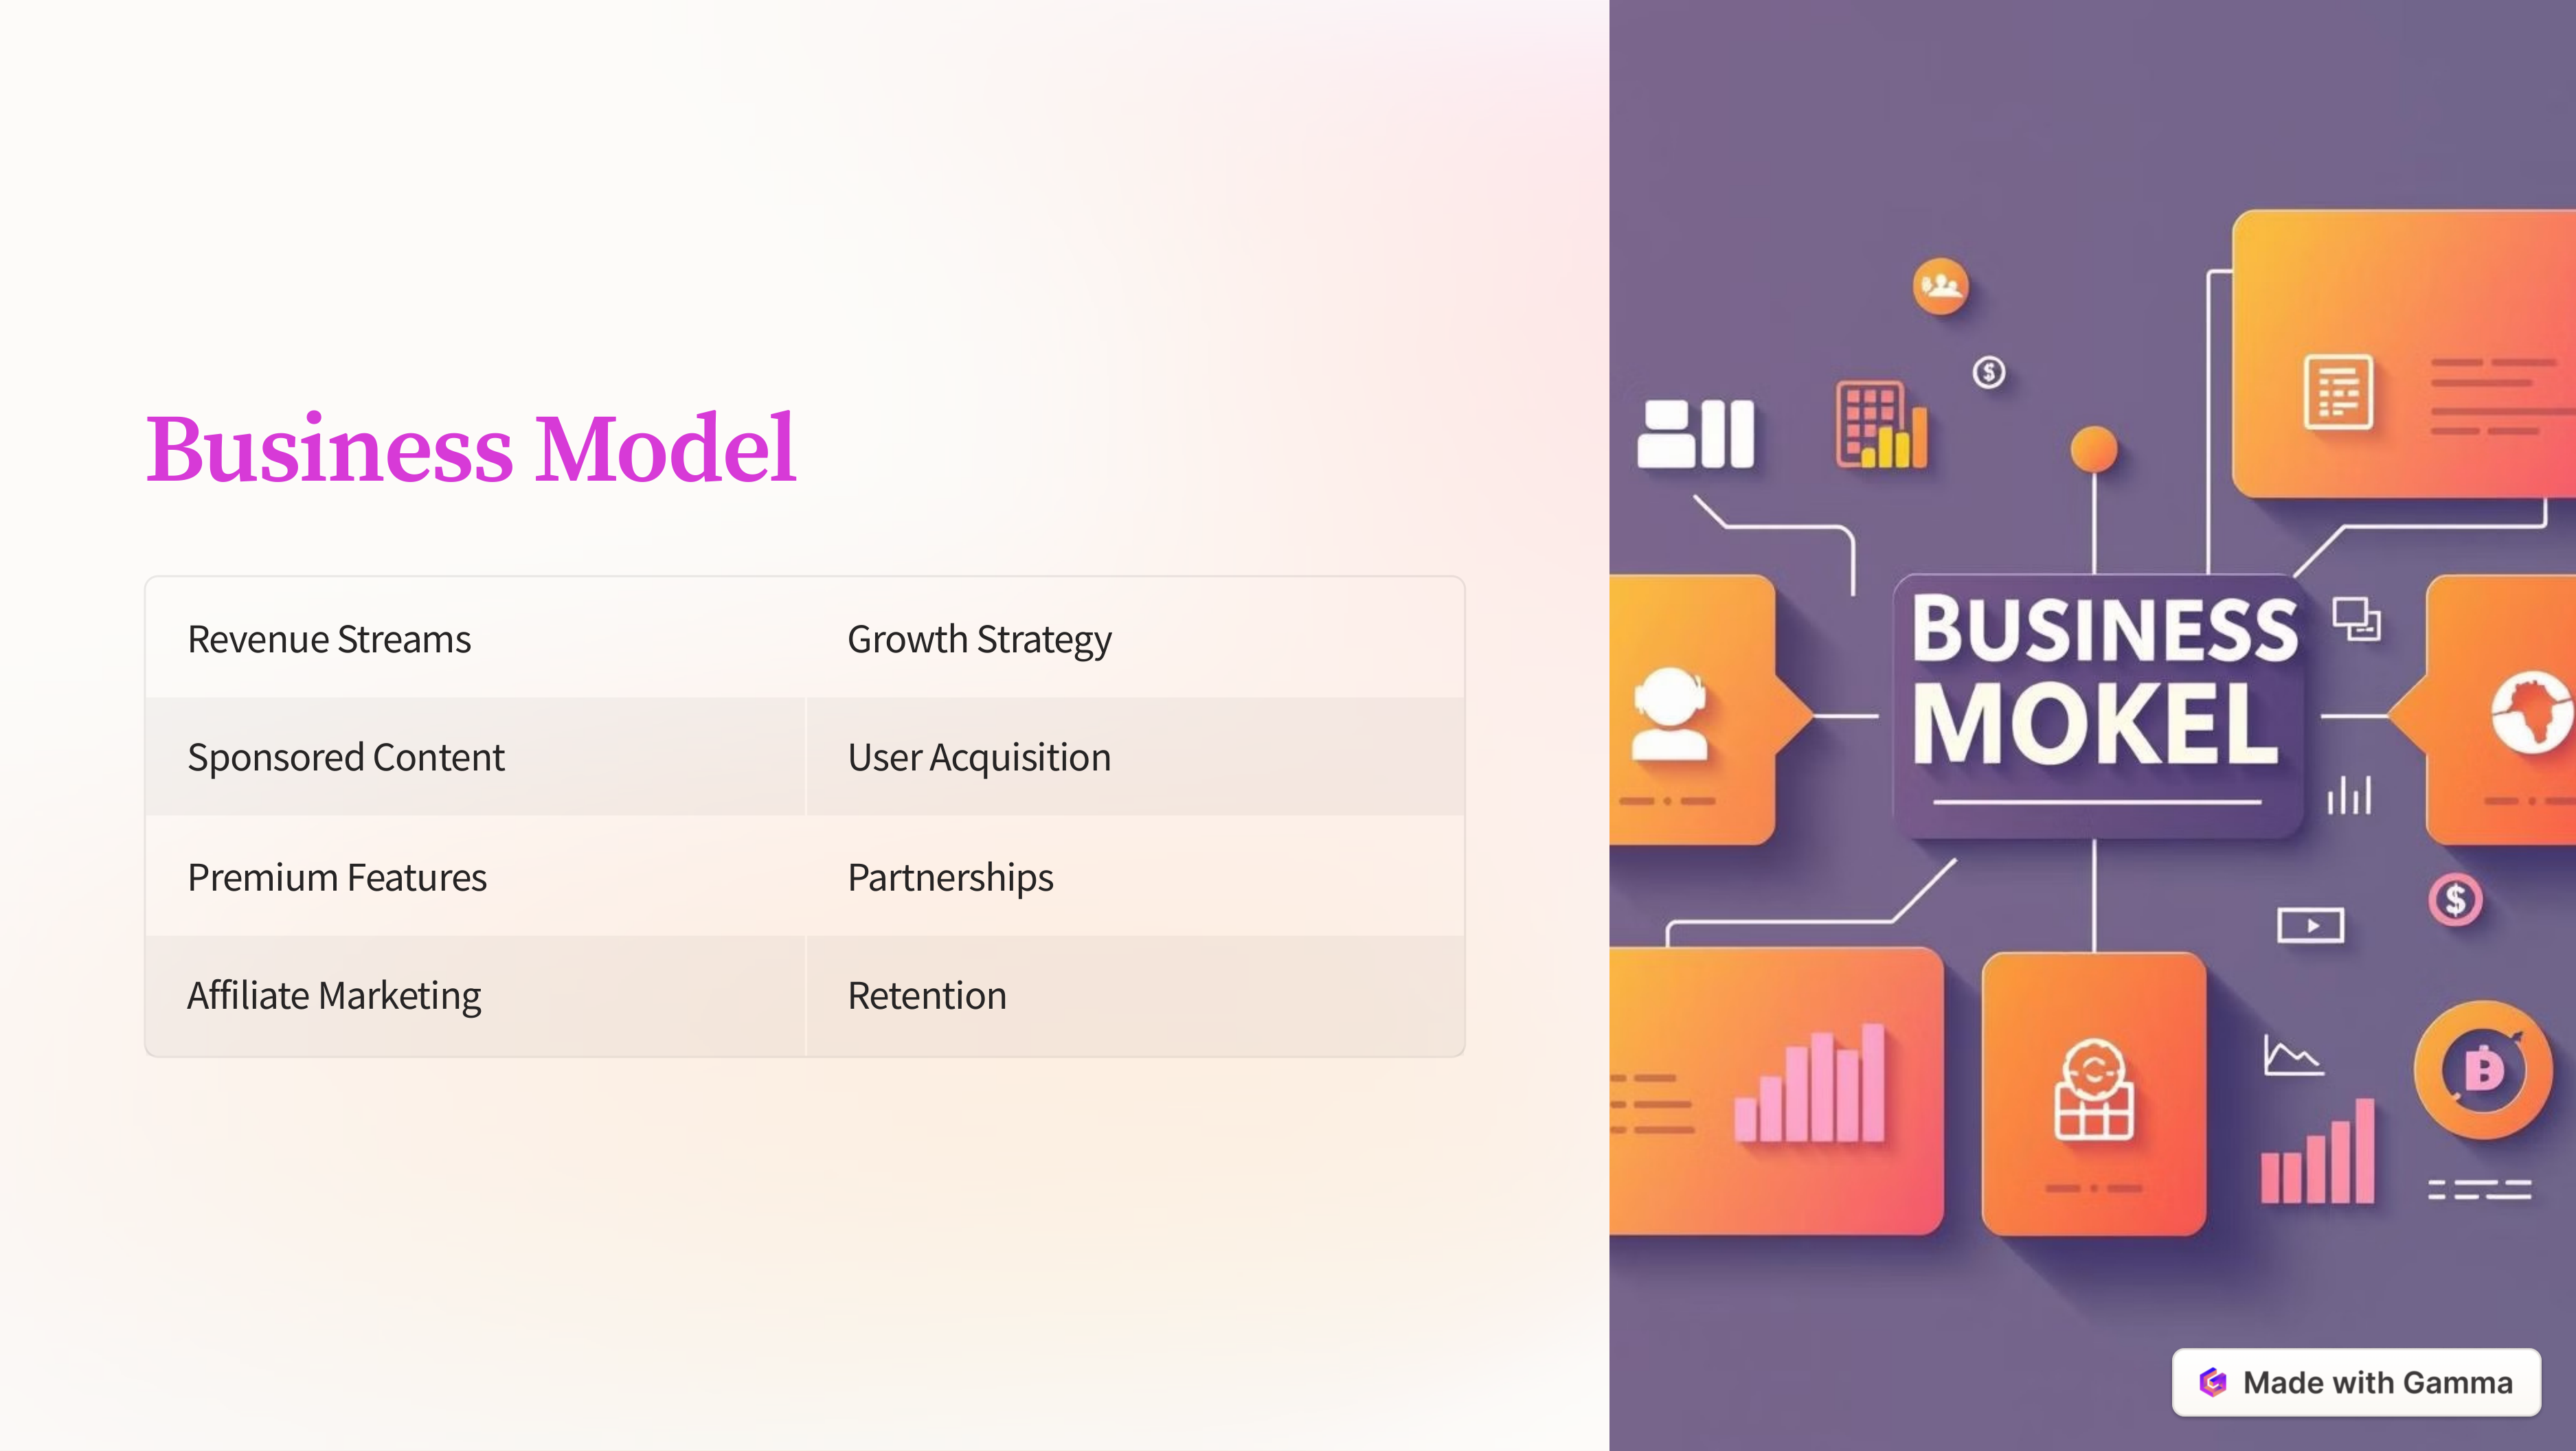 Business Model
Revenue Streams
Growth Strategy
Sponsored Content
User Acquisition
Premium Features
Partnerships
Affiliate Marketing
Retention
$
BUSINESS
MOKEL
$
Made with Gamma